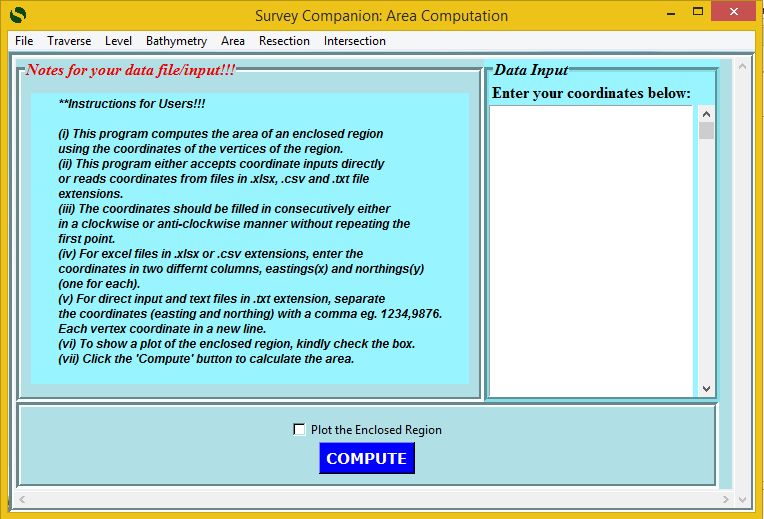 Survey Companion: Area Computation
File Traverse Level Bathymetry Area Resection Intersection
Notes for your data file/input!!!
**Instructions for Users!!!
(i) This program computes the area of an enclosed region
using the coordinates of the vertices of the region.
(ii) This program either accepts coordinate inputs directly
or reads coordinates from files in .xlsx, .csv and .txt file
extensions.
(iii) The coordinates should be filled in consecutively either
in a clockwise or anti-clockwise manner without repeating the
first point.
(iv) For excel files in .xlsx or .csv extensions, enter the
coordinates in two differnt columns, eastings(x) and northings(y)
(one for each).
(v) For direct input and text files in .txt extension, separate
the coordinates (easting and northing) with a comma eg. 1234,9876.
Each vertex coordinate in a new line.
(vi) To show a plot of the enclosed region, kindly check the box.
(vii) Click the 'Compute' button to calculate the area.
Data Input
Enter your coordinates below:
Plot the Enclosed Region
COMPUTE